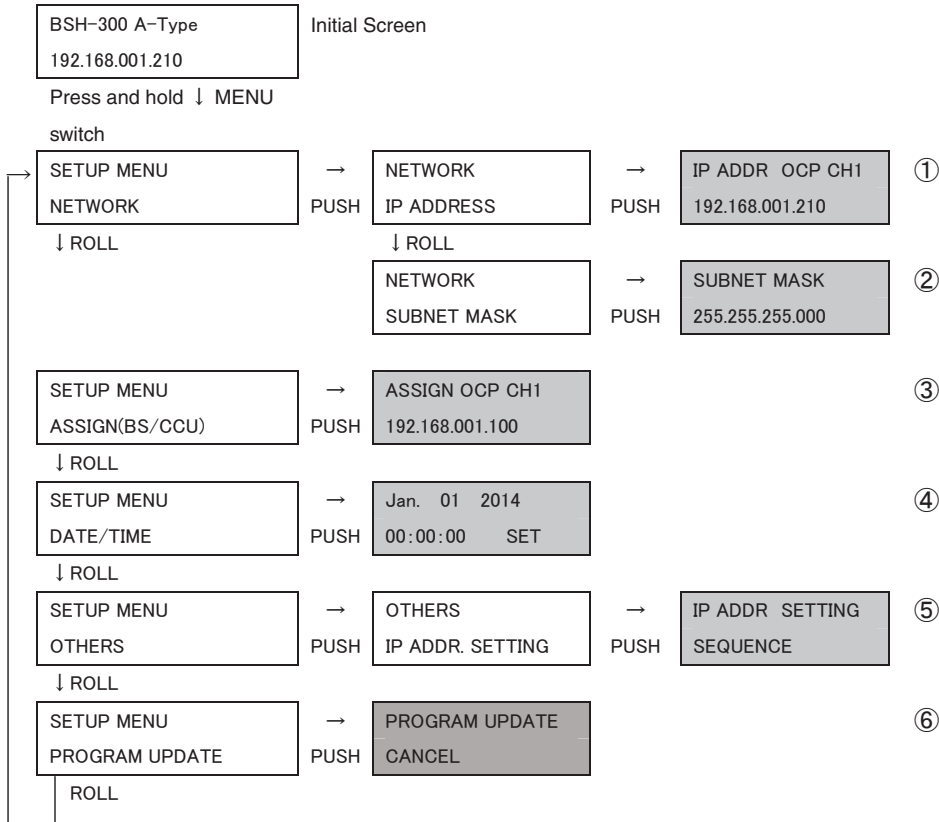 BSH-300 A-Type Initial Screen
192.168.001.210
Press and hold ↓ MENU
switch
→ SETUP MENU → NETWORK → IP ADDR OCP CH1 ①
NETWORK PUSH IP ADDRESS PUSH 192.168.001.210
↓ ROLL ↓ ROLL
NETWORK → SUBNET MASK ②
SUBNET MASK PUSH 255.255.255.000
SETUP MENU → ASSIGN OCP CH1 ③
ASSIGN(BS/CCU) PUSH 192.168.001.100
↓ ROLL
SETUP MENU → Jan. 01 2014 ④
DATE/TIME PUSH 00:00:00 SET
↓ ROLL
SETUP MENU → OTHERS → IP ADDR SETTING ⑤
OTHERS PUSH IP ADDR. SETTING PUSH SEQUENCE
↓ ROLL
SETUP MENU → PROGRAM UPDATE ⑥
PROGRAM UPDATE PUSH CANCEL
ROLL